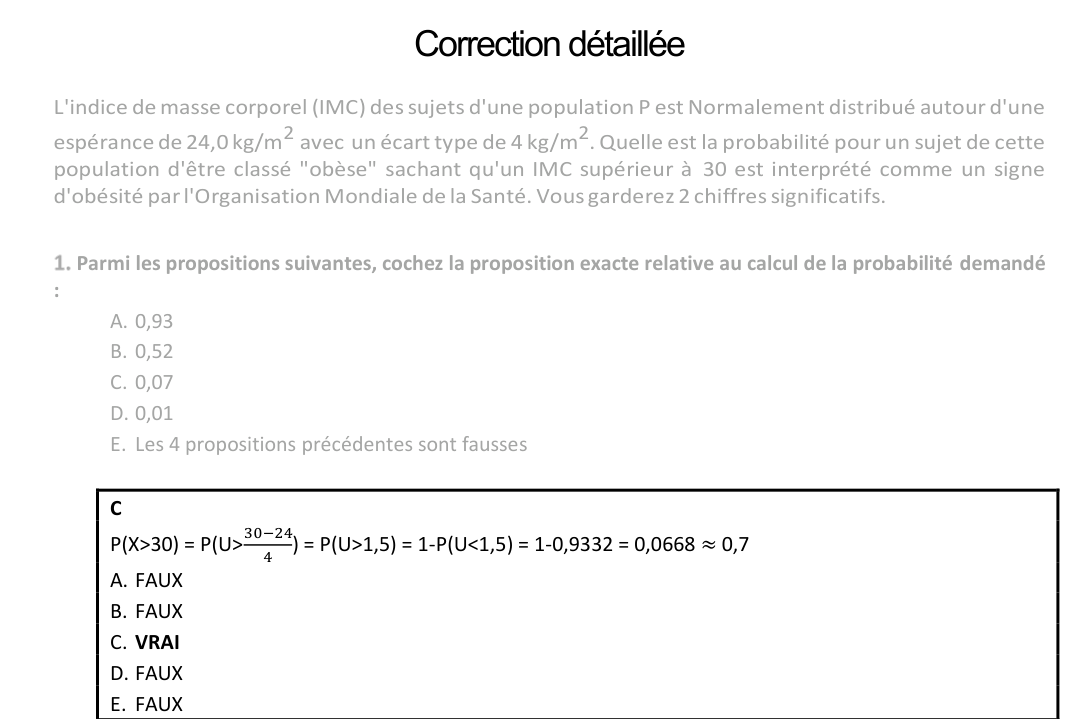 Correction détaillée
L'indice de masse corporel (IMC) des sujets d'une population P est Normalement distribué autour d'une
espérance de 24,0 kg/m² avec un écart type de 4 kg/m². Quelle est la probabilité pour un sujet de cette
population d'être classé "obèse" sachant qu'un IMC supérieur à 30 est interprété comme un signe
d'obésité par l'Organisation Mondiale de la Santé. Vous garderez 2 chiffres significatifs.
1. Parmi les propositions suivantes, cochez la proposition exacte relative au calcul de la probabilité demandé
:
A. 0,93
B. 0,52
C. 0,07
D. 0,01
E. Les 4 propositions précédentes sont fausses
C
P(X>30) = P(U>\frac{30−24}{4}) = P(U>1,5) = 1-P(U<1,5) = 1-0,9332 = 0,0668 ≈ 0,7
A. FAUX
B. FAUX
C. VRAI
D. FAUX
E. FAUX